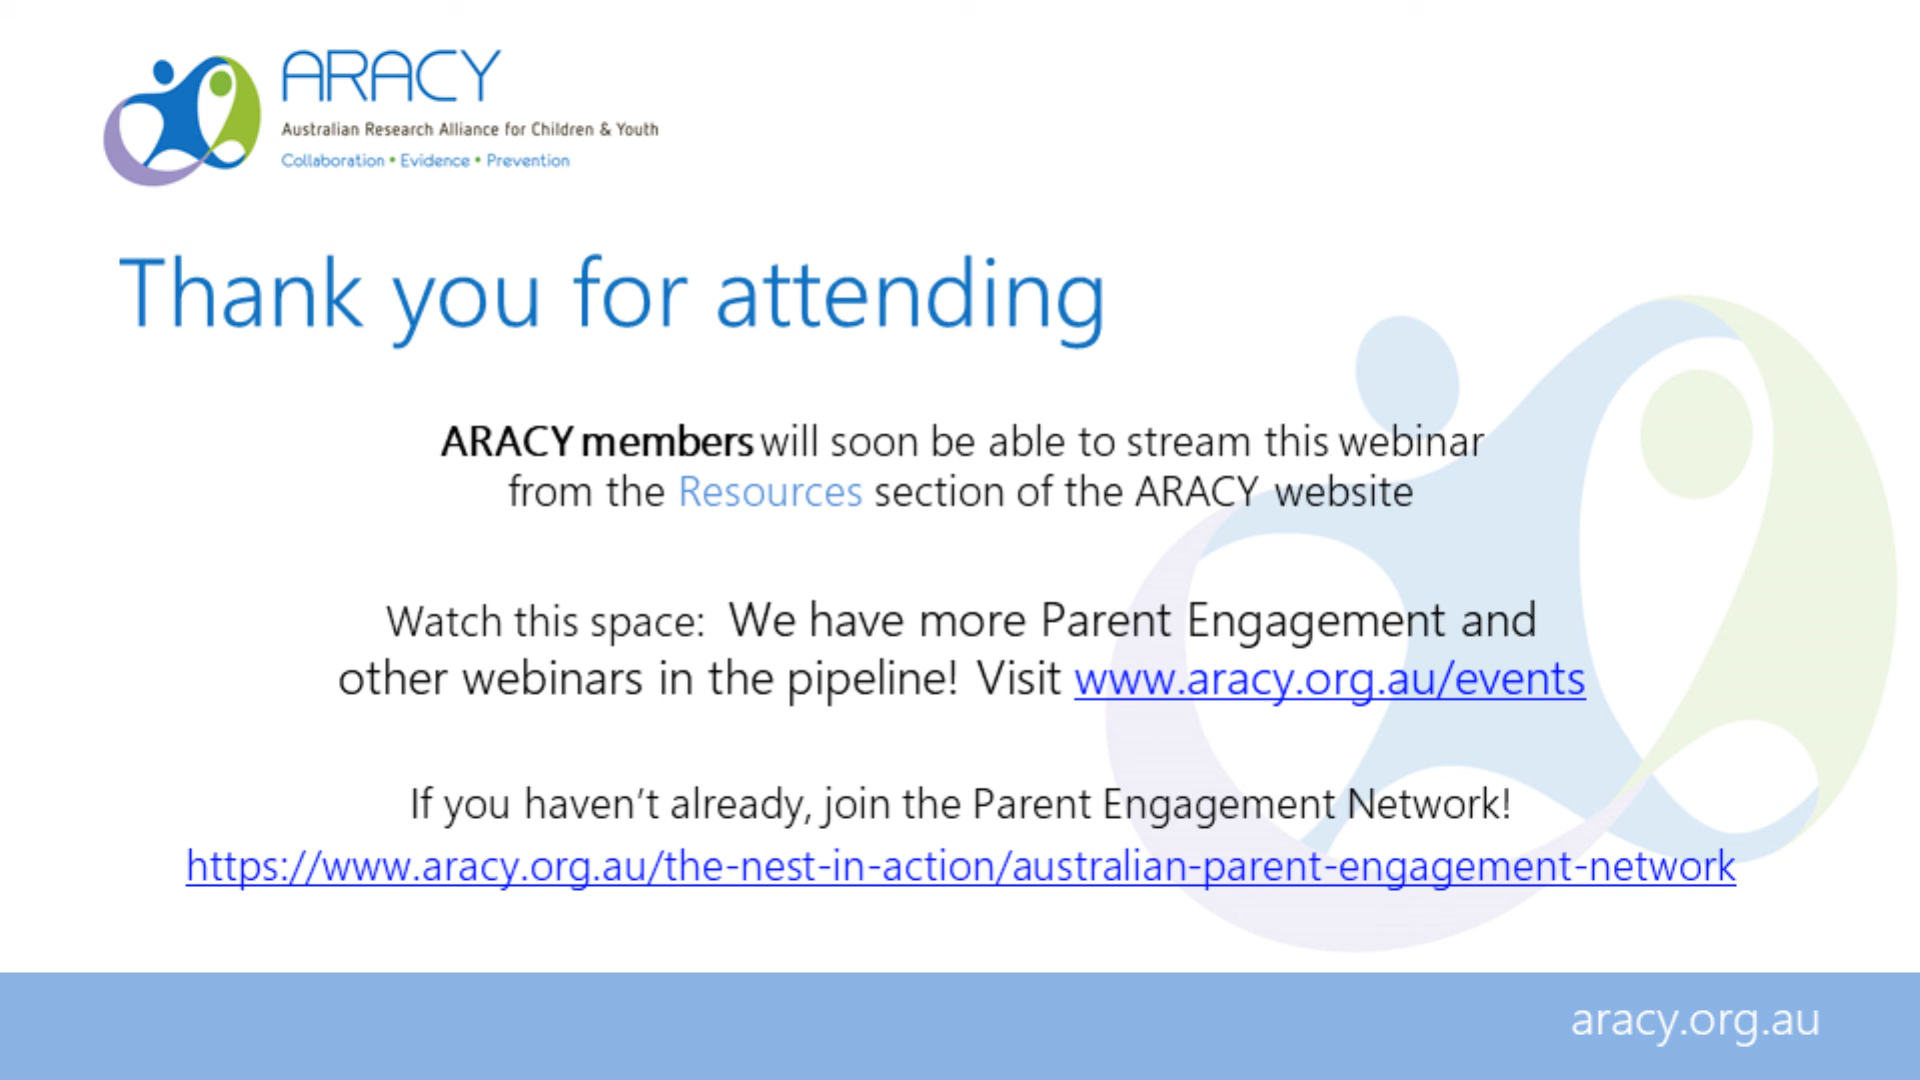 ARACY
Australian Research Alliance for Children & Youth
Collaboration • Evidence • Prevention
Thank you for attending
ARACY members will soon be able to stream this webinar
from the Resources section of the ARACY website
Watch this space: We have more Parent Engagement and
other webinars in the pipeline! Visit www.aracy.org.au/events
If you haven't already, join the Parent Engagement Network!
https://www.aracy.org.au/the-nest-in-action/australian-parent-engagement-network
aracy.org.au